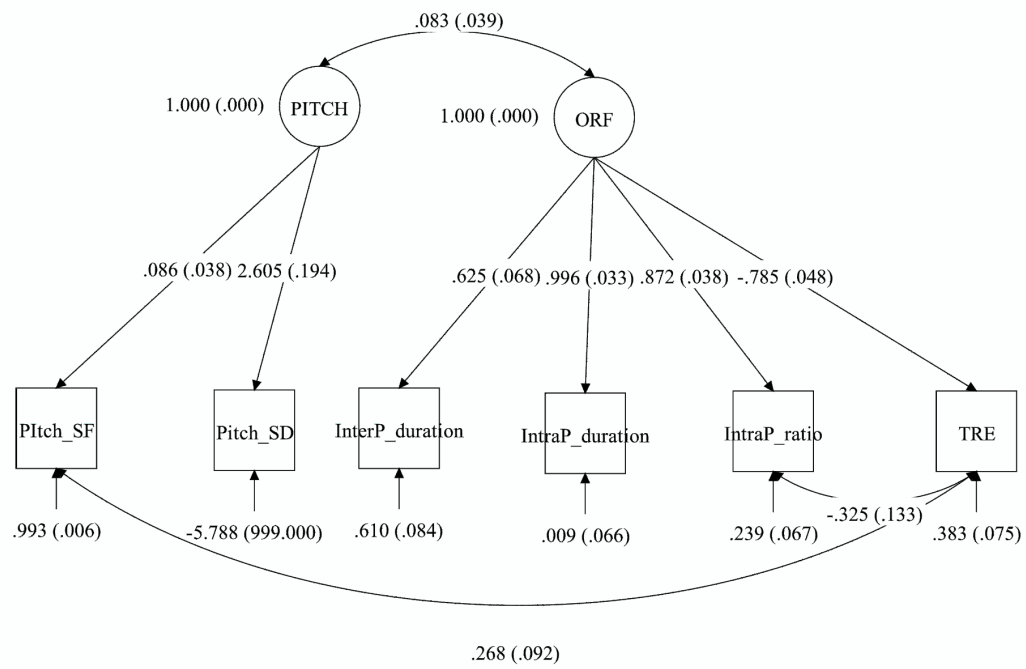 .083 (.039)
1.000 (.000)
PITCH
1.000 (.000)
ORF
.086 (.038)
2.605 (.194)
.625 (.068)
.996 (.033)
.872 (.038)
-.785 (.048)
PItch_SF
Pitch_SD
InterP_duration
IntraP_duration
IntraP_ratio
TRE
.993 (.006)
-5.788 (999.000)
.610 (.084)
.009 (.066)
.239 (.067)
-.325 (.133)
.383 (.075)
.268 (.092)